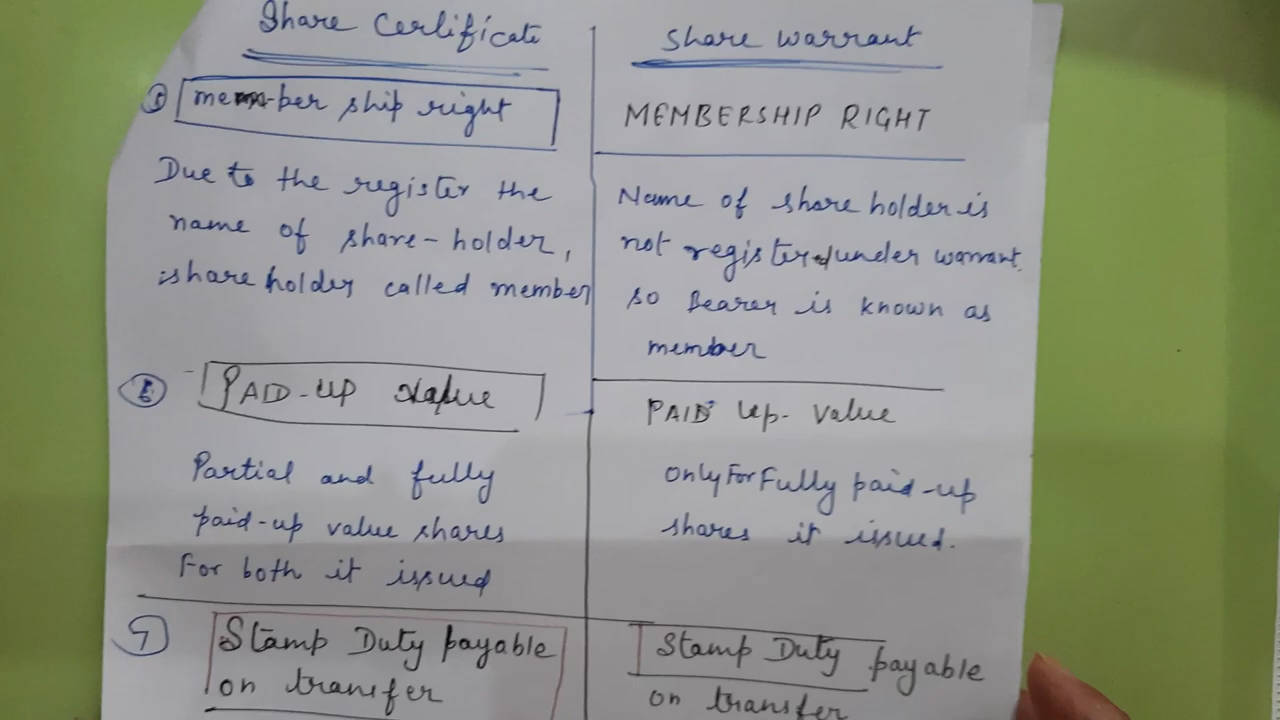 Share Certificate
① member ship right
Due to the register the
name of share-holder,
share holder called member
⑥ PAID-UP value
Partial and fully
paid-up value shares
For both it issued
⑦ Stamp Duty payable
on transfer
Share warrant
MEMBERSHIP RIGHT
Name of share holder is
not registered under warrant.
so Bearer is known as
member
PAID up-value
only For Fully paid-up
shares it issued.
Stamp Duty payable
on transfer